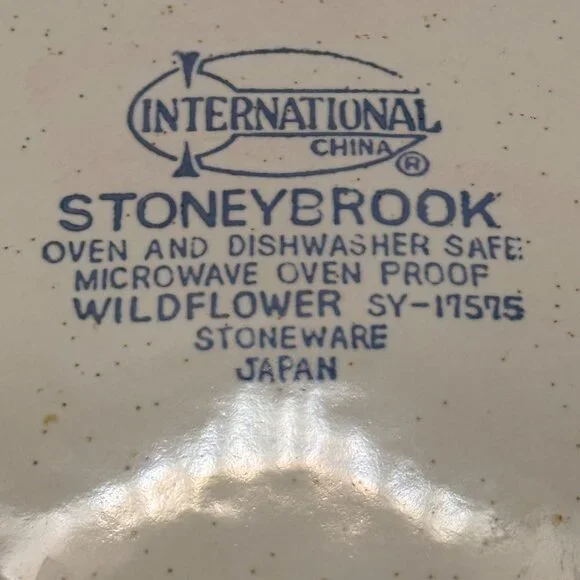 INTERNATIONAL
CHINA ®
STONEYBROOK
OVEN AND DISHWASHER SAFE:
MICROWAVE OVEN PROOF
WILDFLOWER SY-17575
STONEWARE
JAPAN